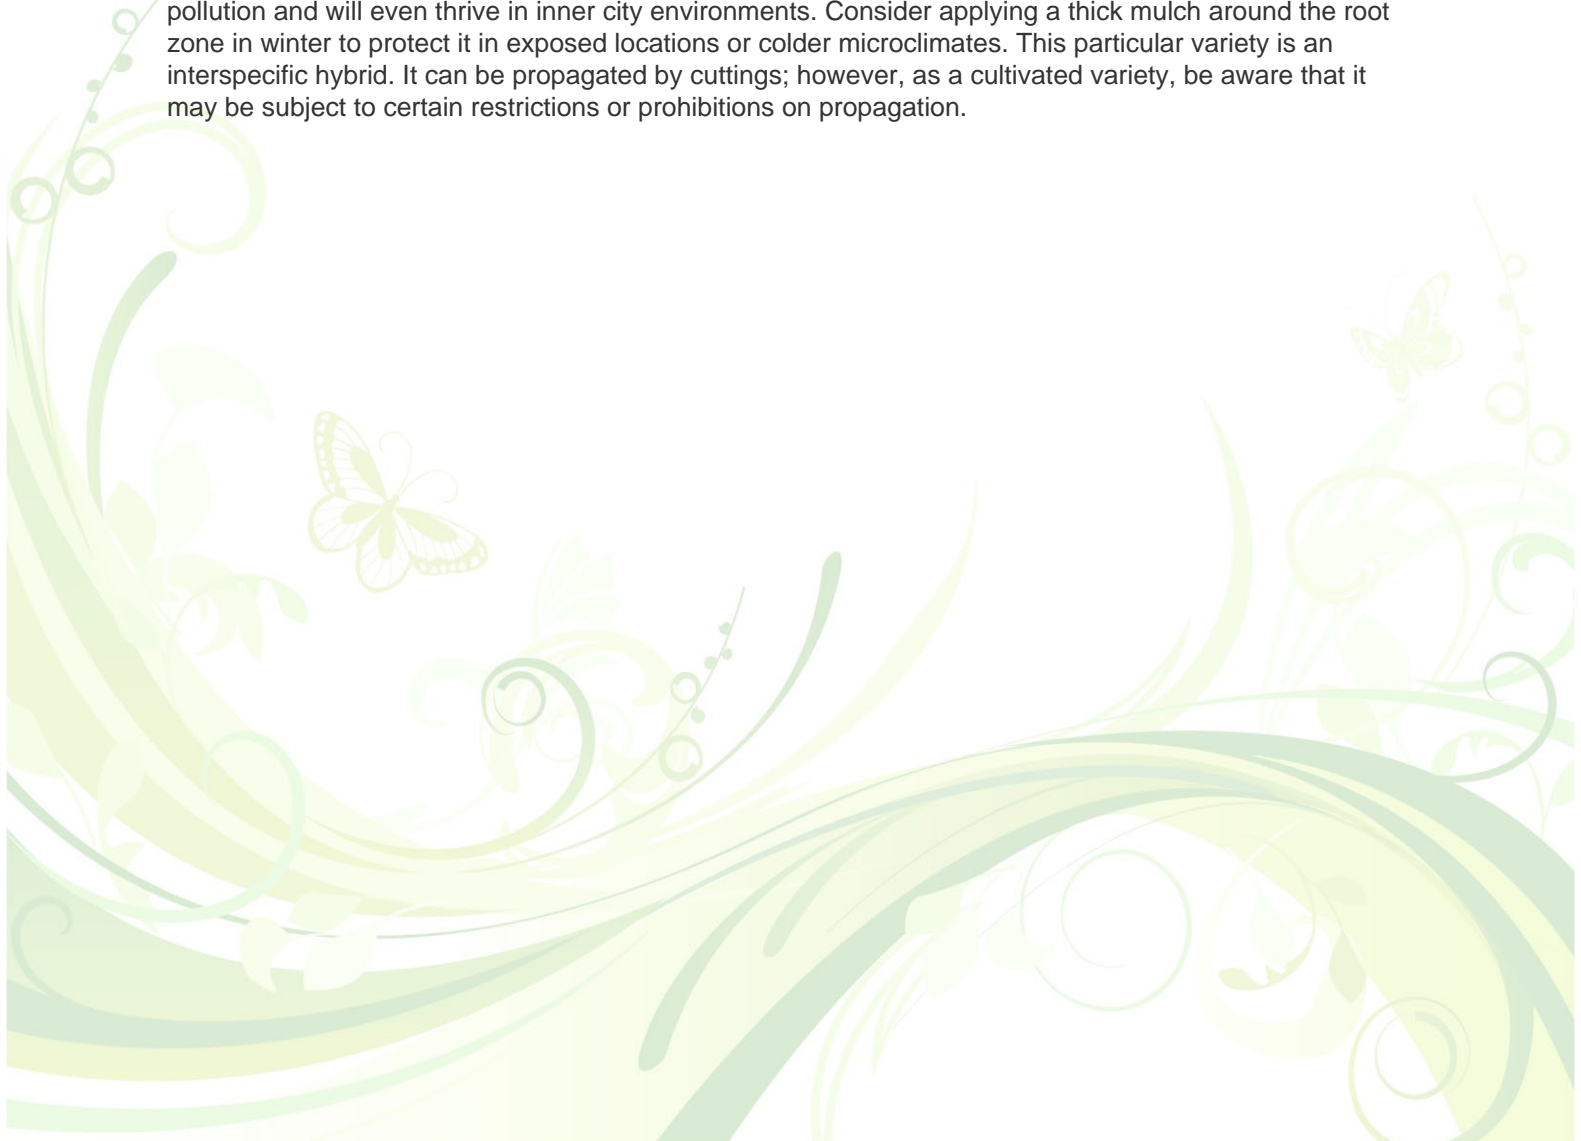 pollution and will even thrive in inner city environments. Consider applying a thick mulch around the root
zone in winter to protect it in exposed locations or colder microclimates. This particular variety is an
interspecific hybrid. It can be propagated by cuttings; however, as a cultivated variety, be aware that it
may be subject to certain restrictions or prohibitions on propagation.